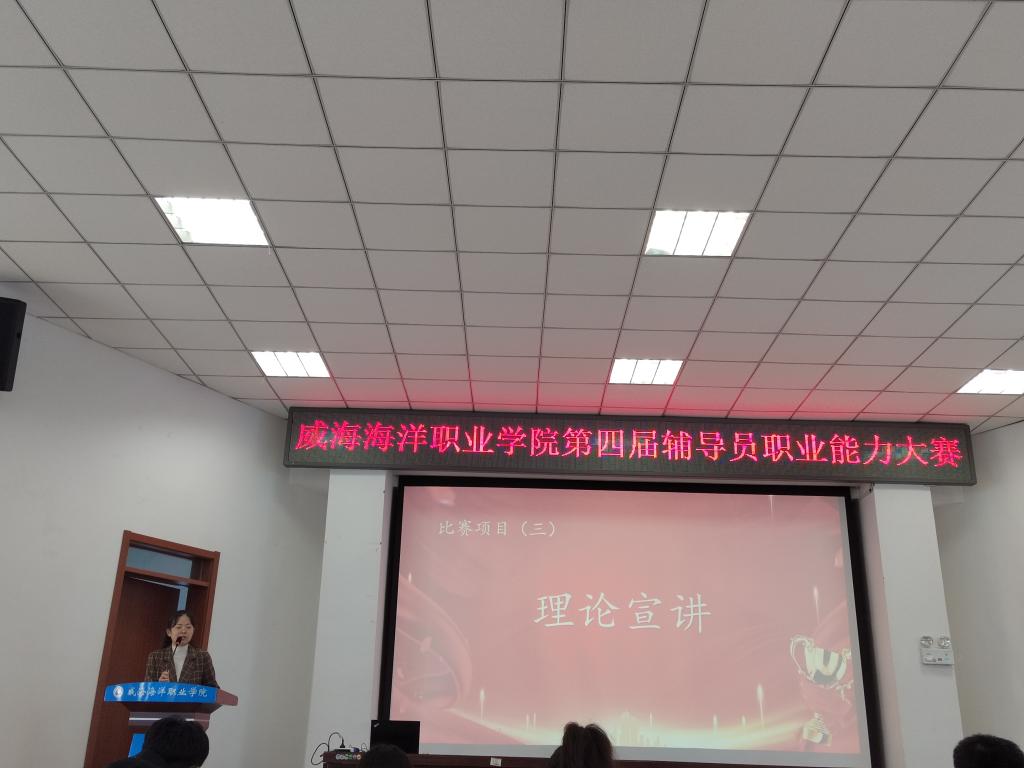 威海海洋职业学院第四届辅导员职业能力大赛
比赛项目（三）
理论宣讲
威海海洋职业学院